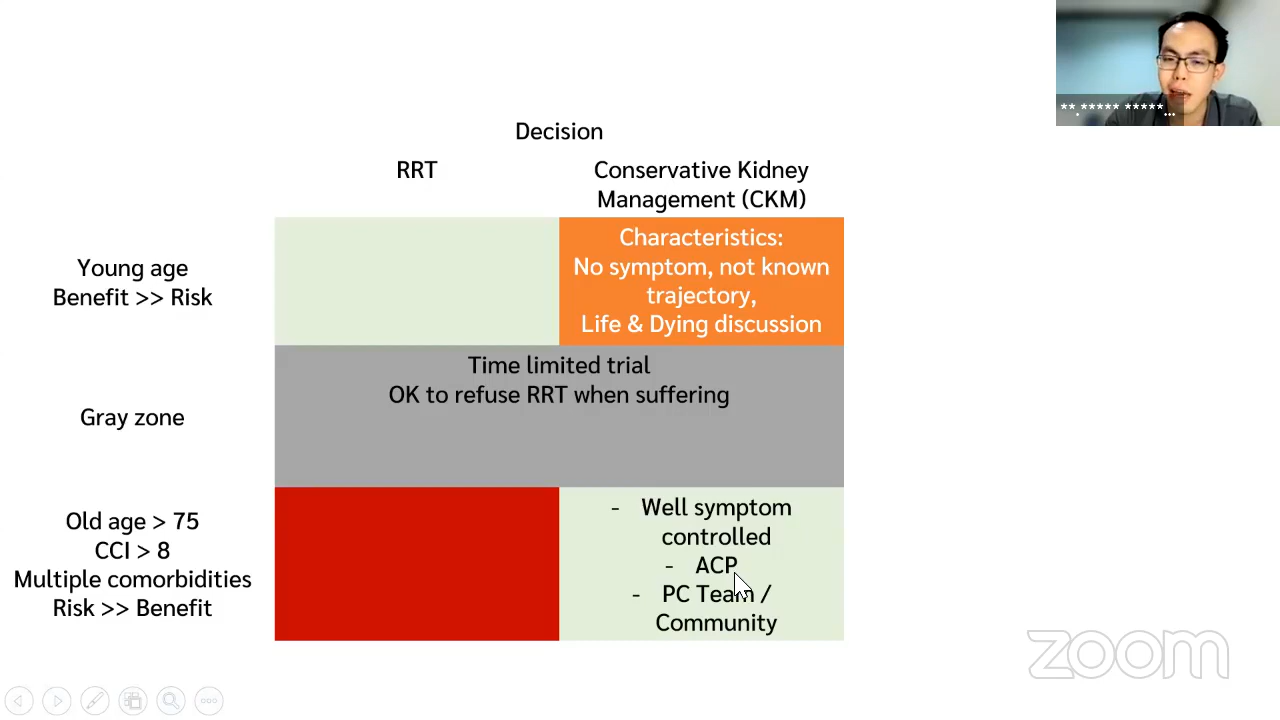 **.***** *****...
Decision
RRT
Conservative Kidney
Management (CKM)
Young age
Benefit >> Risk
Characteristics:
No symptom, not known
trajectory,
Life & Dying discussion
Gray zone
Time limited trial
OK to refuse RRT when suffering
Old age > 75
CCI > 8
Multiple comorbidities
Risk >> Benefit
- Well symptom
controlled
- ACP
- PC Team /
Community
zoom